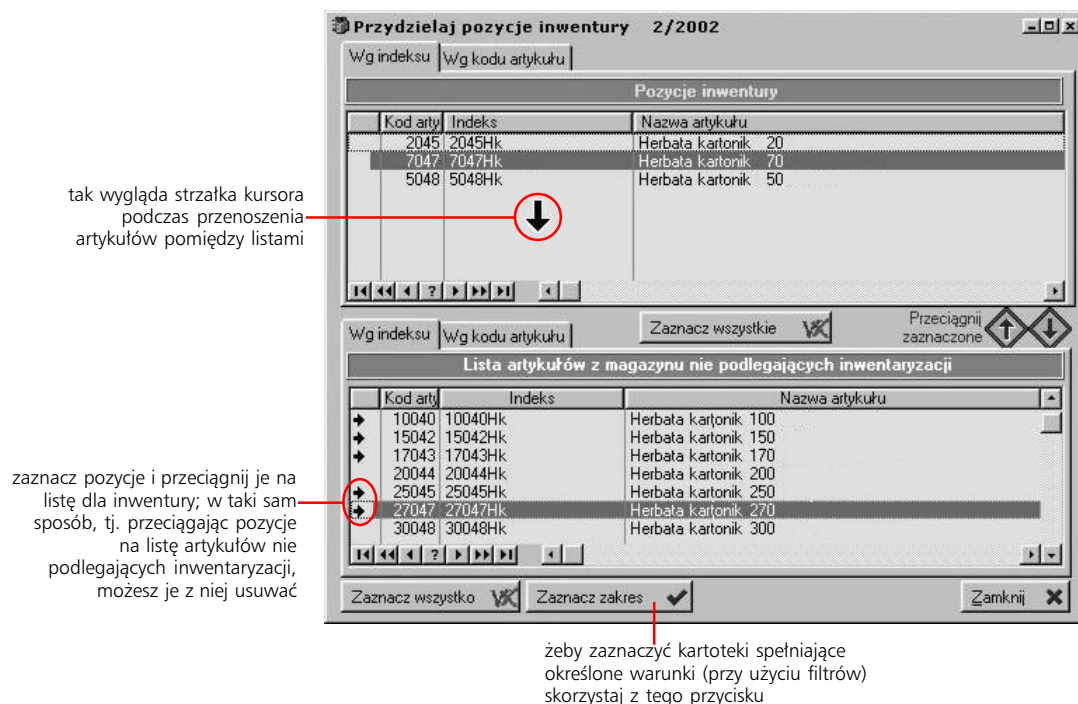 Przydzielaj pozycje inwentury 2/2002
Wg indeksu Wg kodu artykułu
Pozycje inwentury
Kod arty Indeks Nazwa artykułu
2045 2045Hk Herbata kartonik 20
7047 7047Hk Herbata kartonik 70
5048 5048Hk Herbata kartonik 50
tak wygląda strzałka kursora
podczas przenoszenia
artykułów pomiędzy listami
?
Wg indeksu Wg kodu artykułu
Zaznacz wszystkie
Przeciągnij
zaznaczone
Lista artykułów z magazynu nie podlegających inwentaryzacji
Kod arty Indeks Nazwa artykułu
10040 10040Hk Herbata kartonik 100
15042 15042Hk Herbata kartonik 150
17043 17043Hk Herbata kartonik 170
20044 20044Hk Herbata kartonik 200
25045 25045Hk Herbata kartonik 250
27047 27047Hk Herbata kartonik 270
30048 30048Hk Herbata kartonik 300
zaznacz pozycje i przeciągnij je na
listę dla inwentury; w taki sam
sposób, tj. przeciągając pozycje
na listę artykułów nie
podlegających inwentaryzacji,
możesz je z niej usuwać
?
Zaznacz wszystko
Zaznacz zakres
Zamknij
żeby zaznaczyć kartoteki spełniające
określone warunki (przy użyciu filtrów)
skorzystaj z tego przycisku